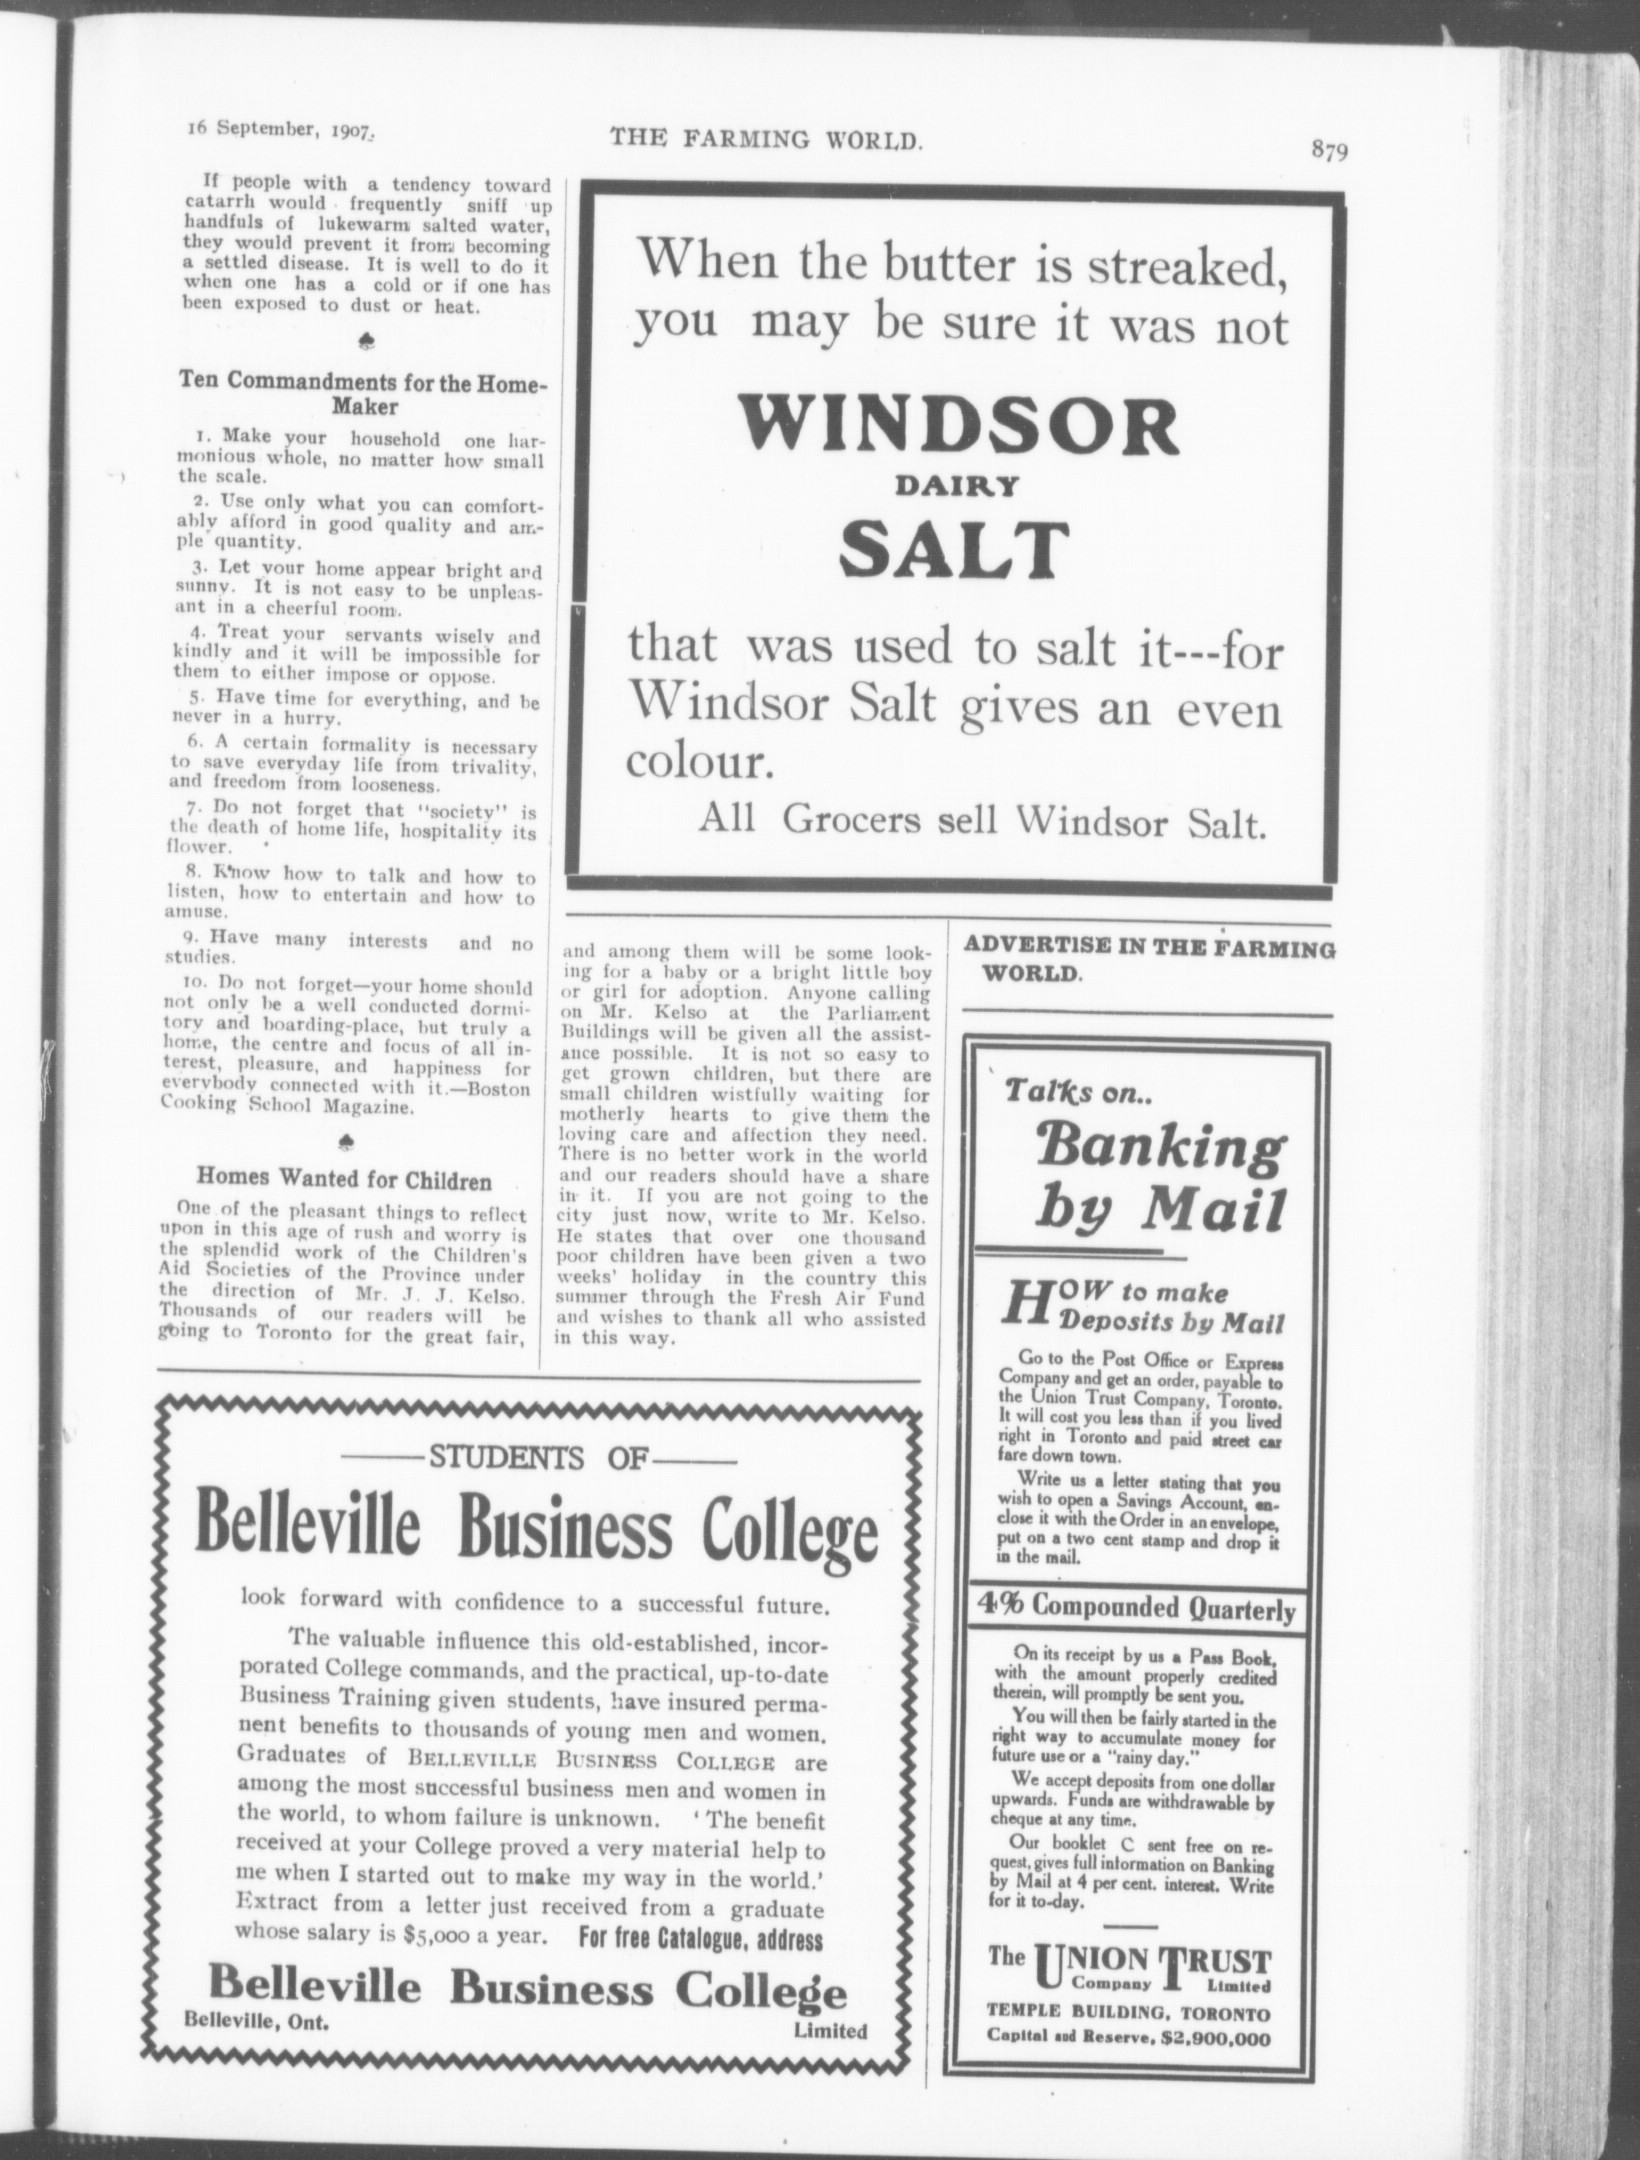 16 September, 1907.
THE FARMING WORLD.
879
If people with a tendency toward
catarrh would frequently sniff up
handfuls of lukewarm salted water,
they would prevent it from becoming
a settled disease. It is well to do it
when one has a cold or if one has
been exposed to dust or heat.
Ten Commandments for the Home-
Maker
1. Make your household one har-
monious whole, no matter how small
the scale.
2. Use only what you can comfort-
ably afford in good quality and am-
ple quantity.
3. Let your home appear bright and
sunny. It is not easy to be unpleas-
ant in a cheerful room.
4. Treat your servants wisely and
kindly and it will be impossible for
them to either impose or oppose.
5. Have time for everything, and be
never in a hurry.
6. A certain formality is necessary
to save everyday life from trivality,
and freedom from looseness.
7. Do not forget that "society" is
the death of home life, hospitality its
flower.
8. Know how to talk and how to
listen, how to entertain and how to
amuse.
9. Have many interests and no
studies.
10. Do not forget—your home should
not only be a well conducted dormi-
tory and boarding-place, but truly a
home, the centre and focus of all in-
terest, pleasure, and happiness for
everybody connected with it.—Boston
Cooking School Magazine.
Homes Wanted for Children
One of the pleasant things to reflect
upon in this age of rush and worry is
the splendid work of the Children's
Aid Societies of the Province under
the direction of Mr. J. J. Kelso.
Thousands of our readers will be
going to Toronto for the great fair,
and among them will be some look-
ing for a baby or a bright little boy
or girl for adoption. Anyone calling
on Mr. Kelso at the Parliament
Buildings will be given all the assist-
ance possible. It is not so easy to
get grown children, but there are
small children wistfully waiting for
motherly hearts to give them the
loving care and affection they need.
There is no better work in the world
and our readers should have a share
in it. If you are not going to the
city just now, write to Mr. Kelso.
He states that over one thousand
poor children have been given a two
weeks' holiday in the country this
summer through the Fresh Air Fund
and wishes to thank all who assisted
in this way.
When the butter is streaked,
you may be sure it was not
WINDSOR
DAIRY
SALT
that was used to salt it---for
Windsor Salt gives an even
colour.
All Grocers sell Windsor Salt.
ADVERTISE IN THE FARMING
WORLD.
Talks on..
Banking
by Mail
HOW to make
Deposits by Mail
Go to the Post Office or Express
Company and get an order, payable to
the Union Trust Company, Toronto.
It will cost you less than if you lived
right in Toronto and paid street car
fare down town.
Write us a letter stating that you
wish to open a Savings Account, en-
close it with the Order in an envelope,
put on a two cent stamp and drop it
in the mail.
4% Compounded Quarterly
On its receipt by us a Pass Book,
with the amount properly credited
therein, will promptly be sent you.
You will then be fairly started in the
right way to accumulate money for
future use or a "rainy day."
We accept deposits from one dollar
upwards. Funds are withdrawable by
cheque at any time.
Our booklet C sent free on re-
quest, gives full information on Banking
by Mail at 4 per cent. interest. Write
for it to-day.
The UNION TRUST
Company Limited
TEMPLE BUILDING, TORONTO
Capital and Reserve, $2,900,000
STUDENTS OF
Belleville Business College
look forward with confidence to a successful future.
The valuable influence this old-established, incor-
porated College commands, and the practical, up-to-date
Business Training given students, have insured perma-
nent benefits to thousands of young men and women.
Graduates of BELLEVILLE BUSINESS COLLEGE are
among the most successful business men and women in
the world, to whom failure is unknown. 'The benefit
received at your College proved a very material help to
me when I started out to make my way in the world.'
Extract from a letter just received from a graduate
whose salary is $5,000 a year. For free Catalogue, address
Belleville Business College
Belleville, Ont.
Limited